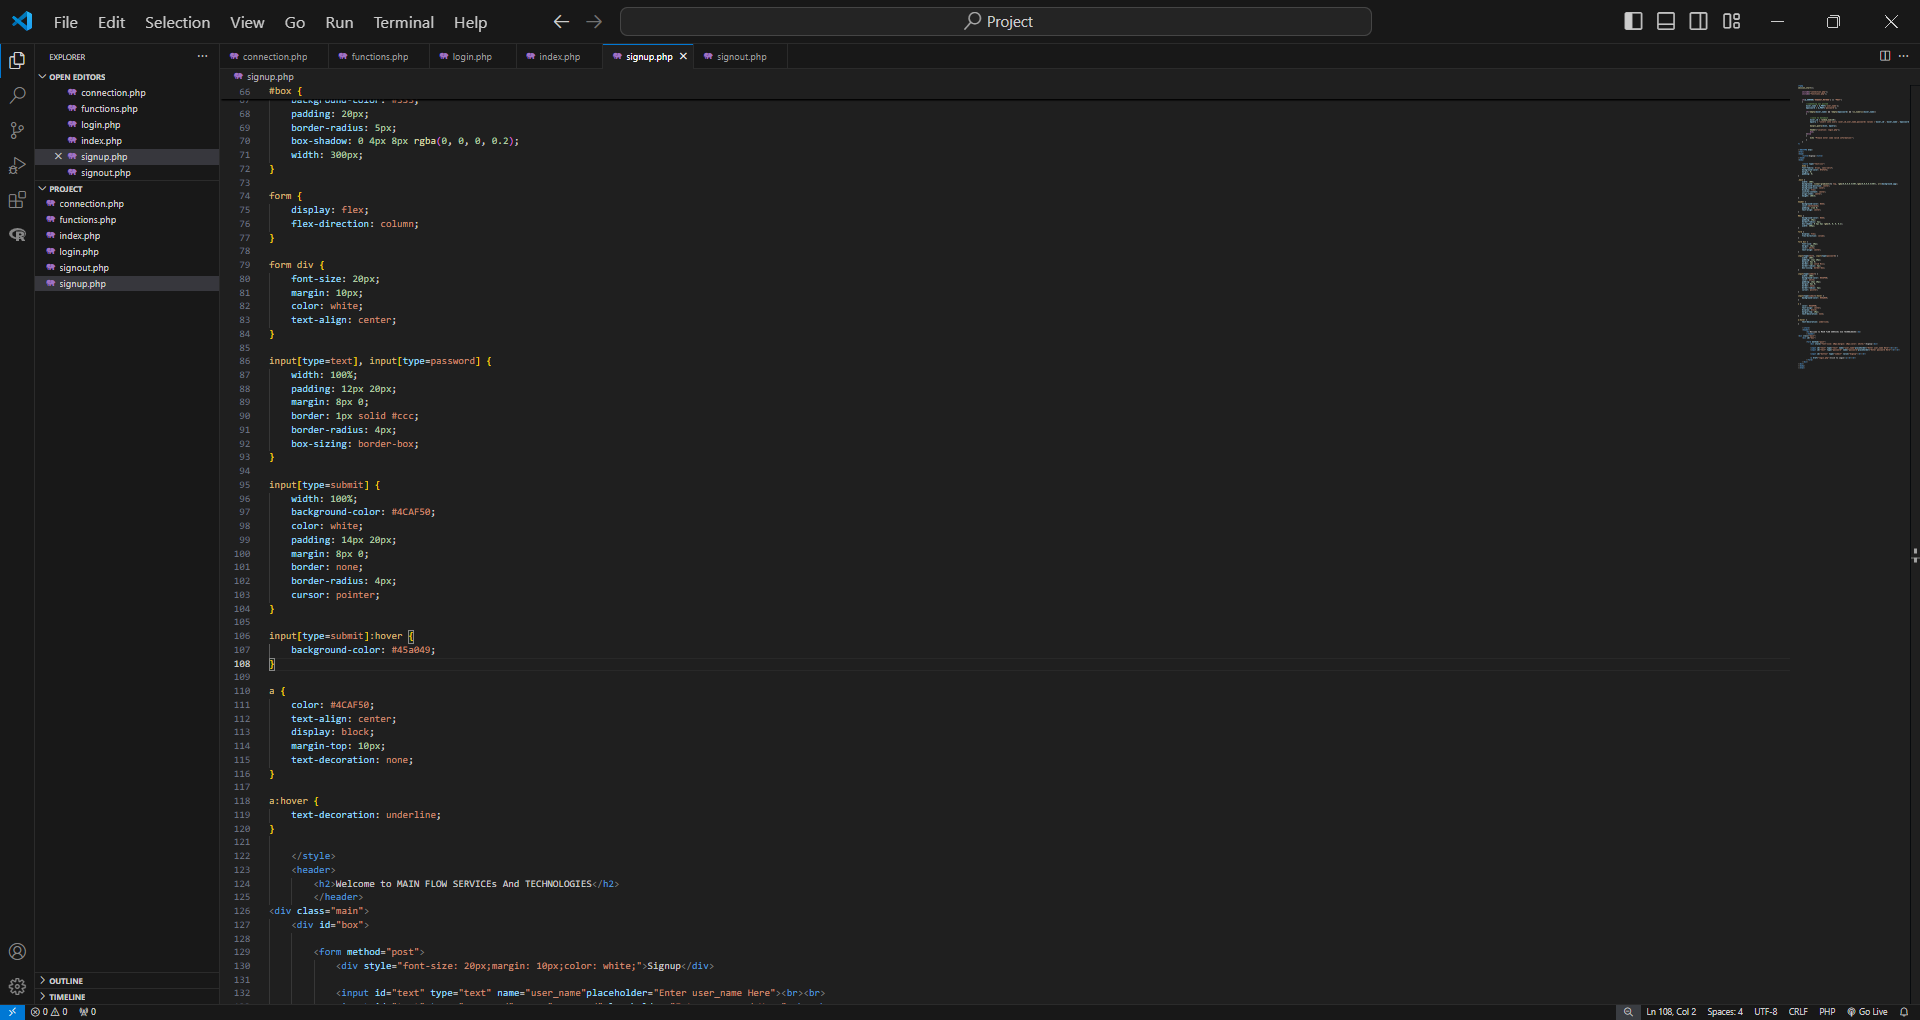 File Edit Selection View Go Run Terminal Help
Project
EXPLORER
OPEN EDITORS
connection.php
functions.php
login.php
index.php
signup.php
signout.php
PROJECT
connection.php
functions.php
index.php
login.php
signout.php
signup.php
OUTLINE
TIMELINE
connection.php functions.php login.php index.php signup.php signout.php
signup.php
66 #box {
67 background-color: #333;
68 padding: 20px;
69 border-radius: 5px;
70 box-shadow: 0 4px 8px rgba(0, 0, 0, 0.2);
71 width: 300px;
72 }
73
74 form {
75 display: flex;
76 flex-direction: column;
77 }
78
79 form div {
80 font-size: 20px;
81 margin: 10px;
82 color: white;
83 text-align: center;
84 }
85
86 input[type=text], input[type=password] {
87 width: 100%;
88 padding: 12px 20px;
89 margin: 8px 0;
90 border: 1px solid #ccc;
91 border-radius: 4px;
92 box-sizing: border-box;
93 }
94
95 input[type=submit] {
96 width: 100%;
97 background-color: #4CAF50;
98 color: white;
99 padding: 14px 20px;
100 margin: 8px 0;
101 border: none;
102 border-radius: 4px;
103 cursor: pointer;
104 }
105
106 input[type=submit]:hover {
107 background-color: #45a049;
108 }
109
110 a {
111 color: #4CAF50;
112 text-align: center;
113 display: block;
114 margin-top: 10px;
115 text-decoration: none;
116 }
117
118 a:hover {
119 text-decoration: underline;
120 }
121
122 </style>
123 <header>
124 <h2>Welcome to MAIN FLOW SERVICEs And TECHNOLOGIES</h2>
125 </header>
126 <div class="main">
127 <div id="box">
128
129 <form method="post">
130 <div style="font-size: 20px;margin: 10px;color: white;">Signup</div>
131
132 <input id="text" type="text" name="user_name"placeholder="Enter user_name Here"><br><br>
0 0 0
Ln 108, Col 2 Spaces: 4 UTF-8 CRLF PHP Go Live